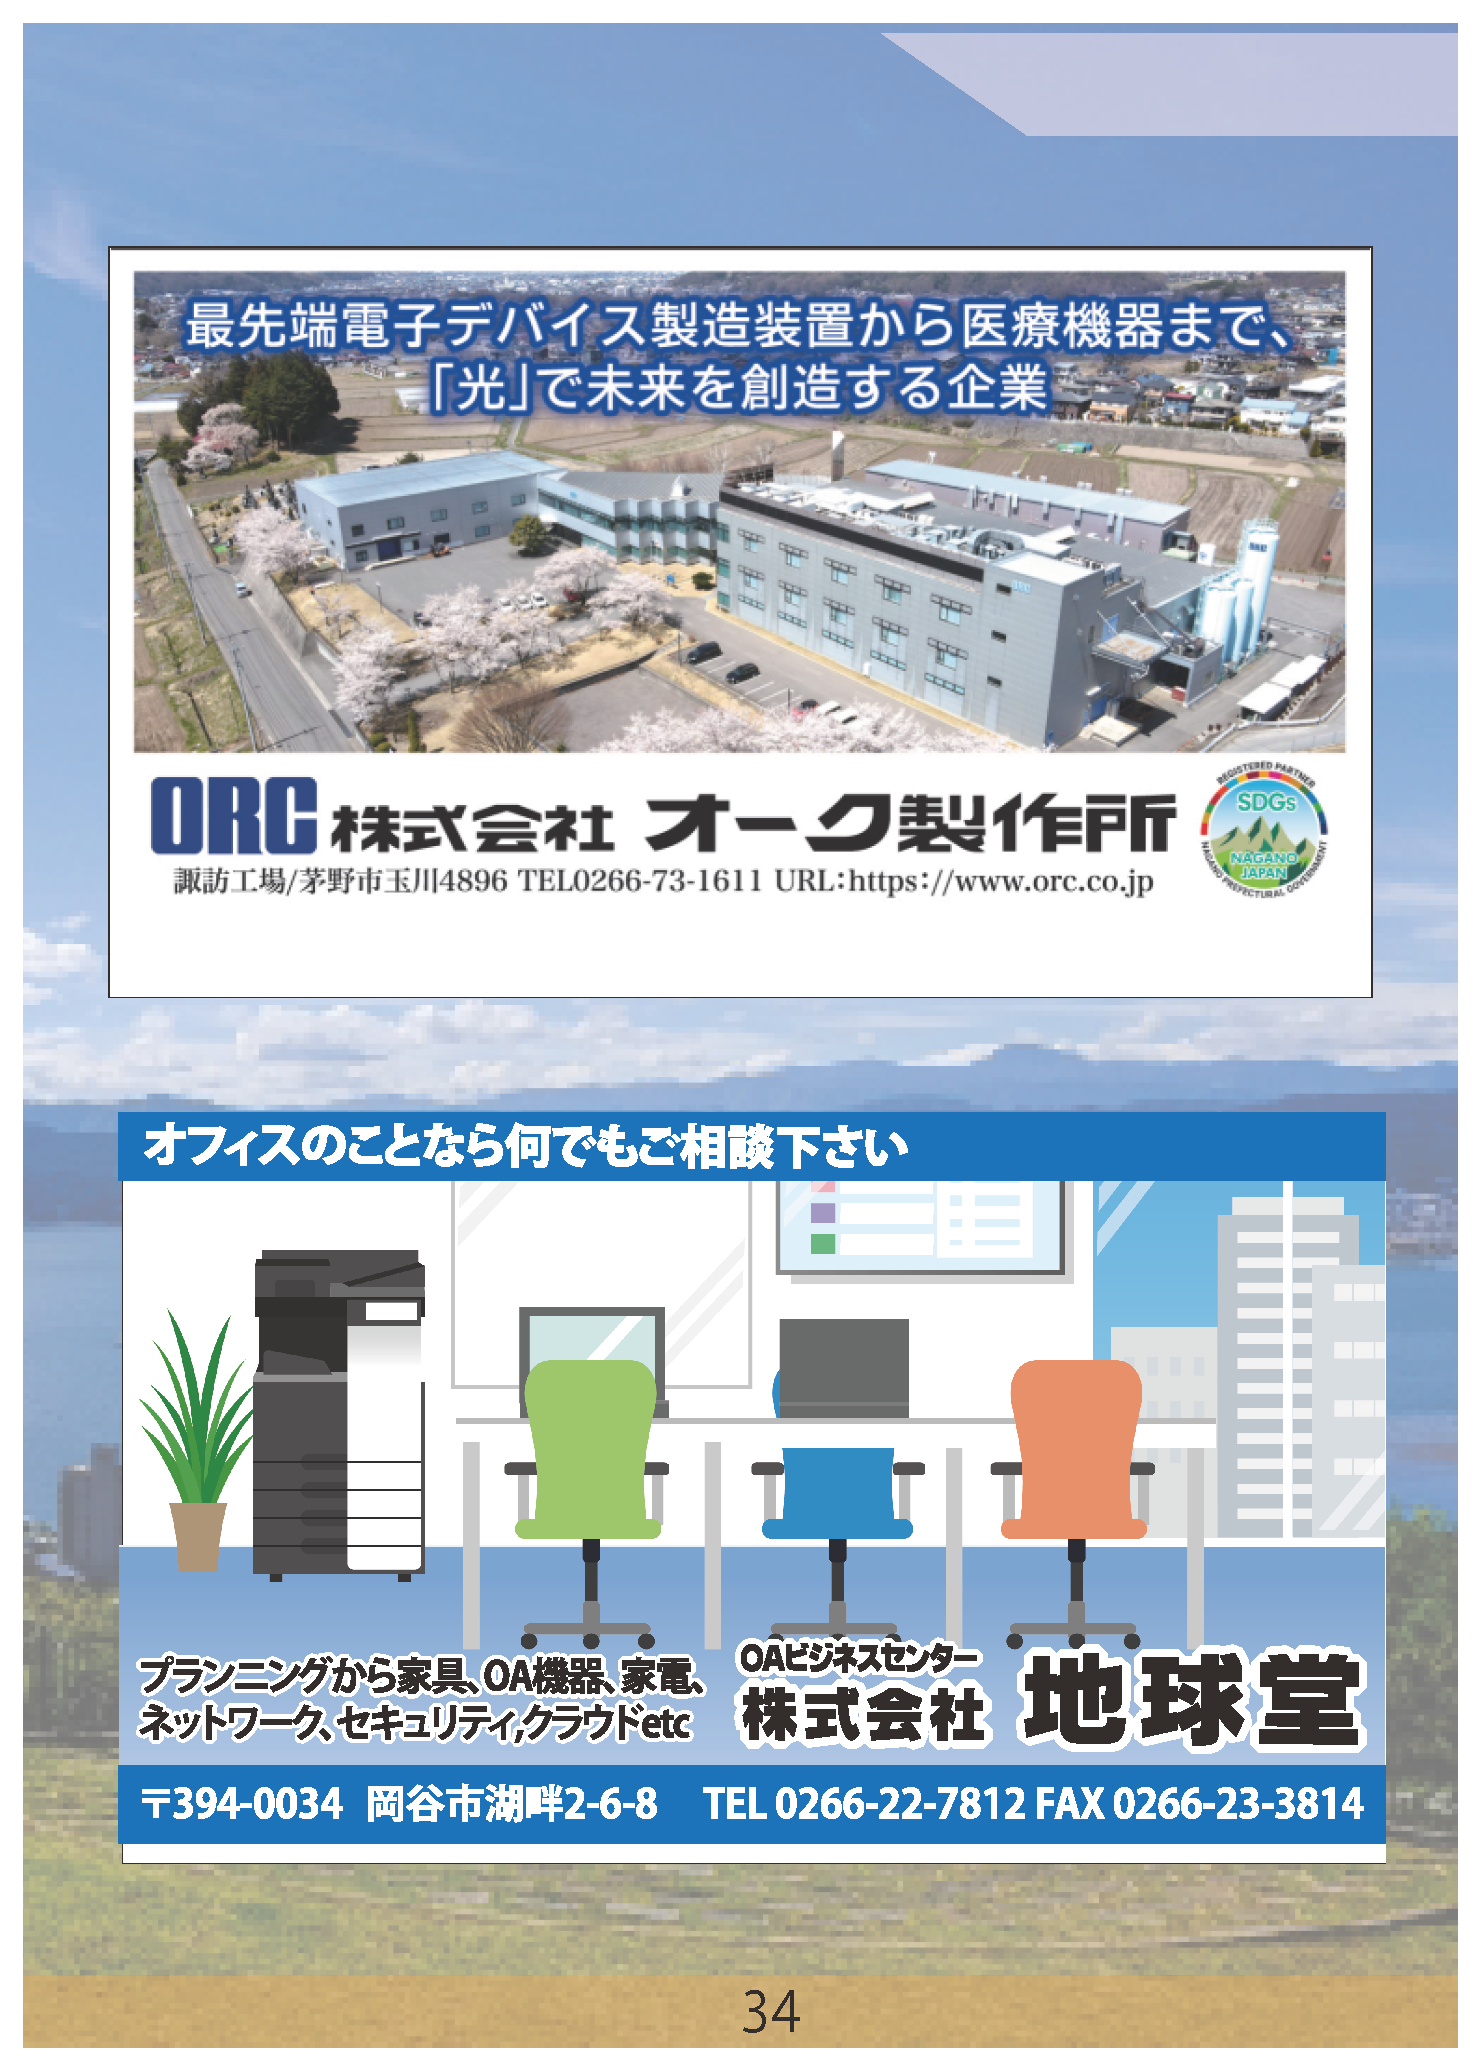 最先端電子デバイス製造装置から医療機器まで、
「光」で未来を創造する企業
ORC 株式会社 オーク製作所
諏訪工場/茅野市玉川4896 TEL0266-73-1611 URL:https://www.orc.co.jp
REGISTERED PARTNER
SDGs
NAGANO
JAPAN
NAGANO PREFECTURAL GOVERNMENT
オフィスのことなら何でもご相談下さい
プランニングから家具、OA機器、家電、
ネットワーク、セキュリティ,クラウドetc
OAビジネスセンター
株式会社 地球堂
〒394-0034 岡谷市湖畔2-6-8 TEL 0266-22-7812 FAX 0266-23-3814
34